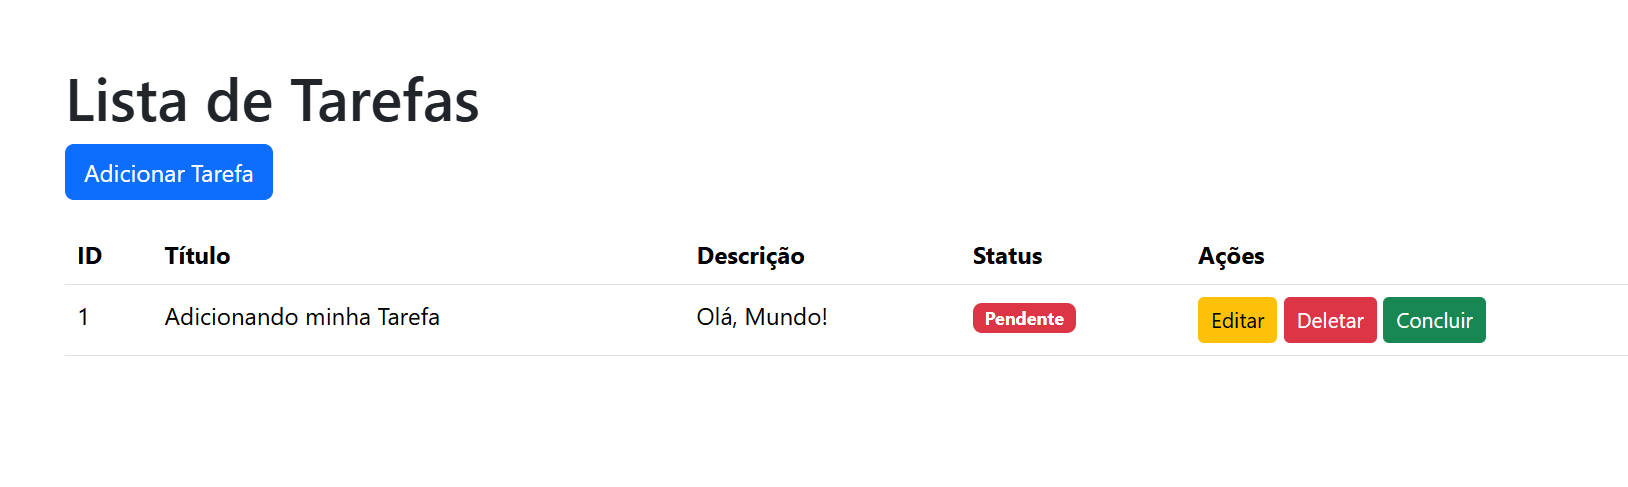 Lista de Tarefas
Adicionar Tarefa
ID Título Descrição Status Ações
1 Adicionando minha Tarefa Olá, Mundo! Pendente Editar Deletar Concluir